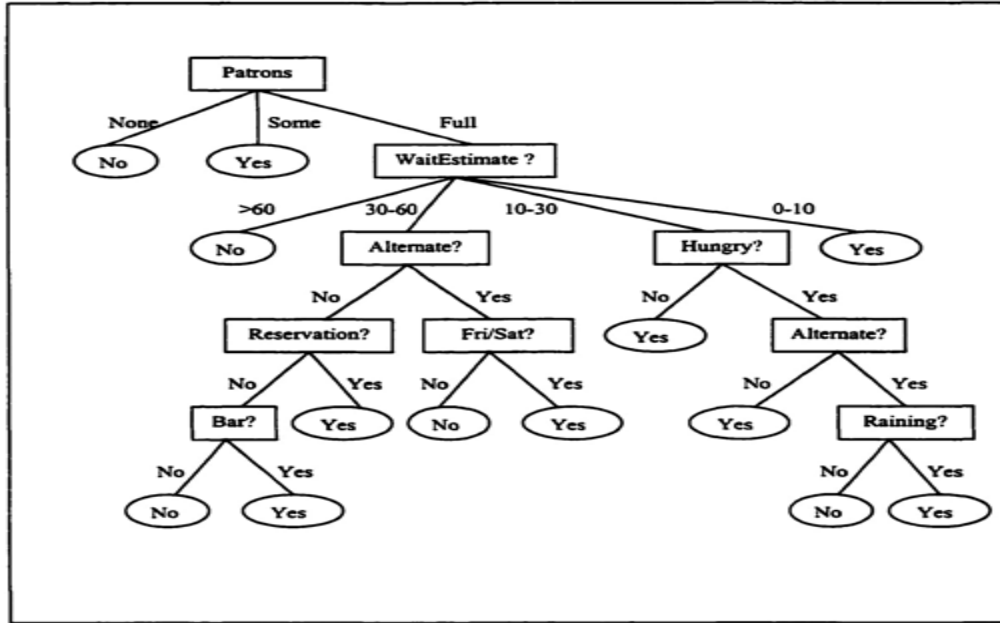 Patrons
None Some Full
No Yes WaitEstimate ?
>60 30-60 10-30 0-10
No Alternate? Hungry? Yes
No Yes No Yes
Reservation? Fri/Sat? Yes Alternate?
No Yes No Yes No Yes
Bar? Yes No Yes Yes Raining?
No Yes No Yes
No Yes No Yes